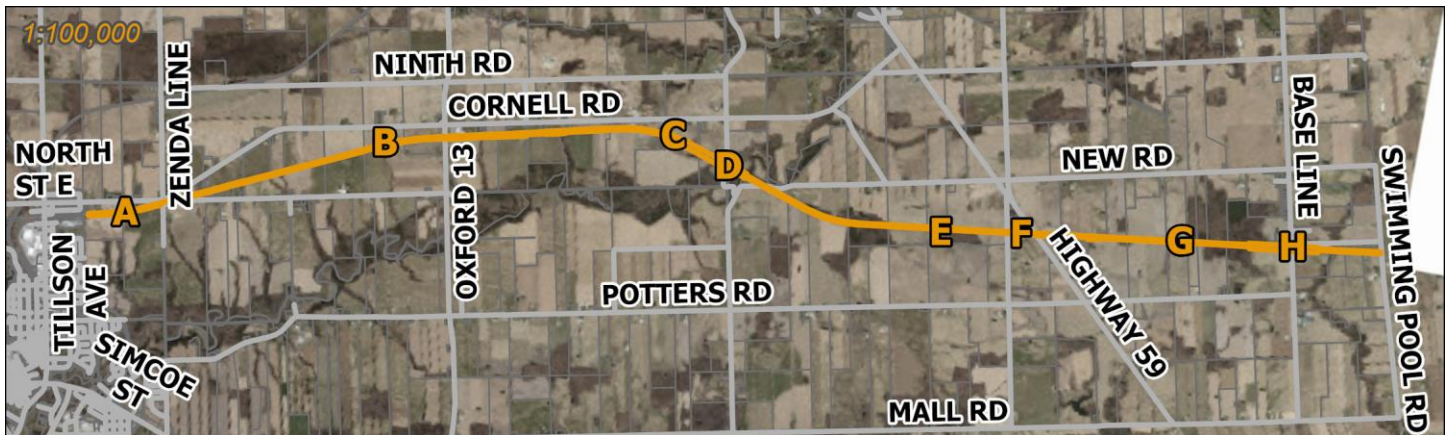 1:100,000
NINTH RD
ZENDA LINE
CORNELL RD
BASE LINE
B
C
NORTH
ST E
OXFORD 13
D
NEW RD
SWIMMING POOL RD
A
E
F
G
H
TILLSON
AVE
HIGHWAY 59
POTTERS RD
SIMCOE
ST
MALL RD